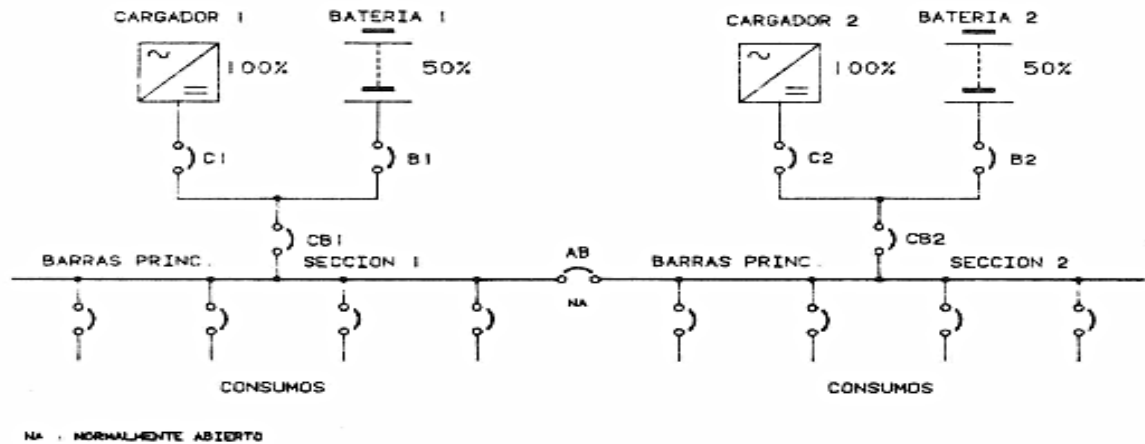 CARGADOR 1 BATERIA 1 CARGADOR 2 BATERIA 2
100% 50% 100% 50%
C1 B1 C2 B2
CB1 CB2
BARRAS PRINC. SECCION 1 AB BARRAS PRINC. SECCION 2
NA
CONSUMOS CONSUMOS
NA : NORMALMENTE ABIERTO